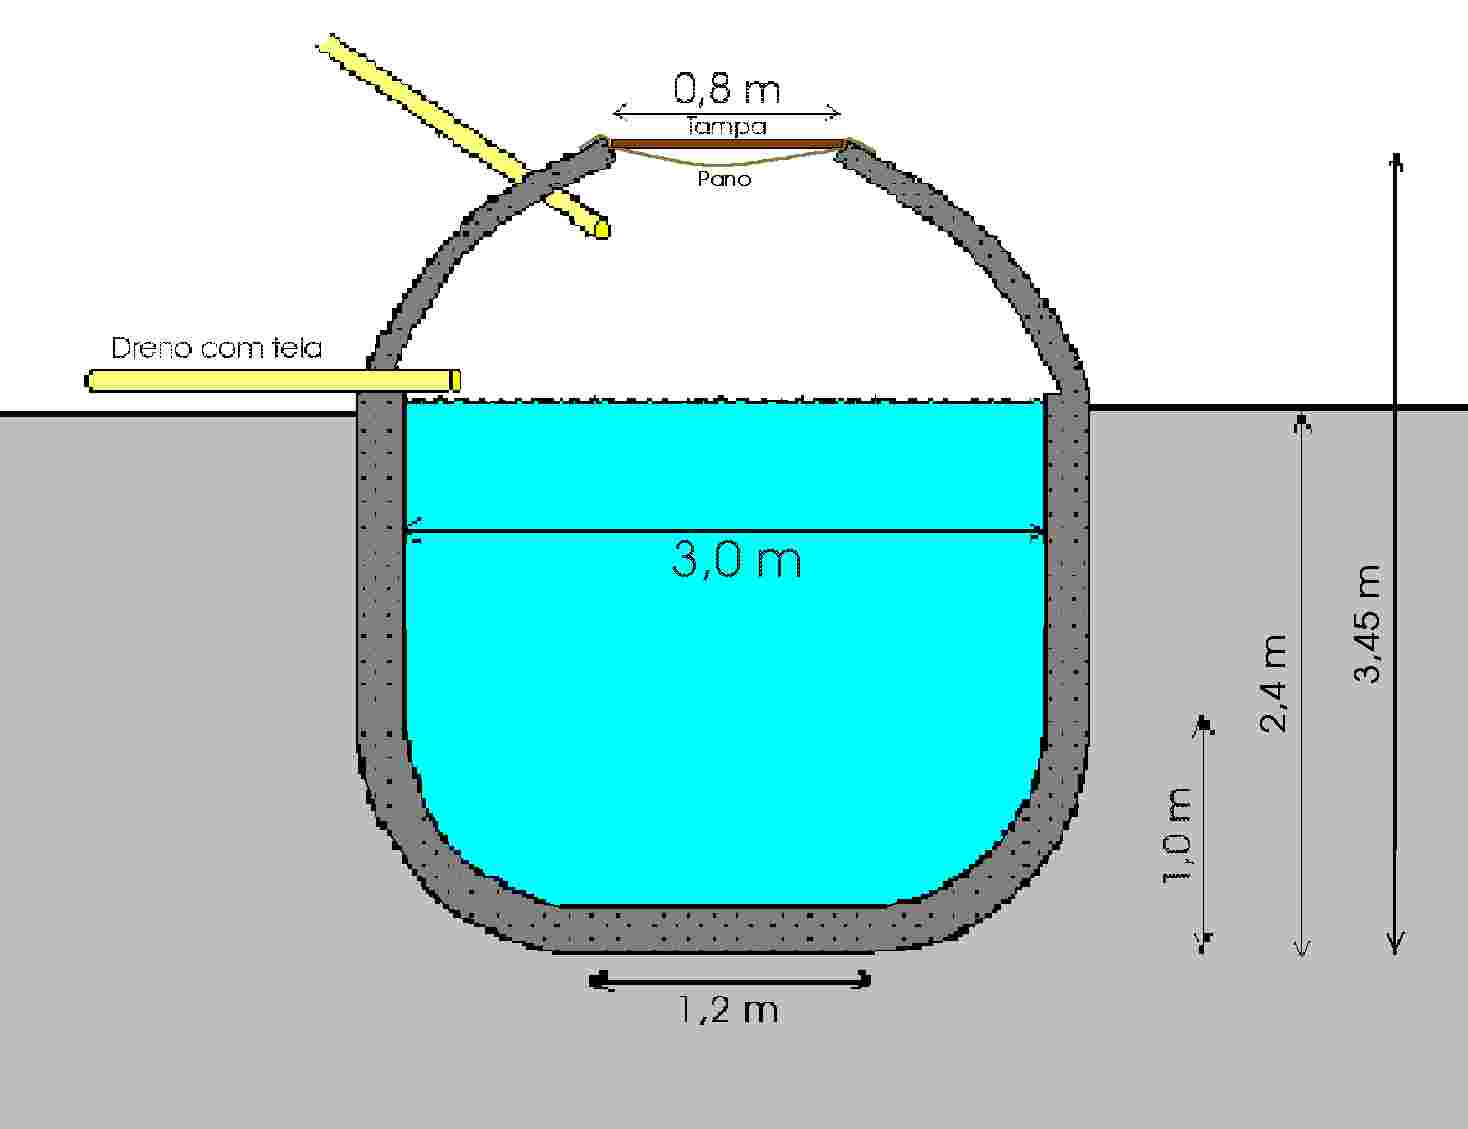 0,8 m
Tampa
Pano
Dreno com tela
3,0 m
3,45 m
2,4 m
1,0 m
1,2 m